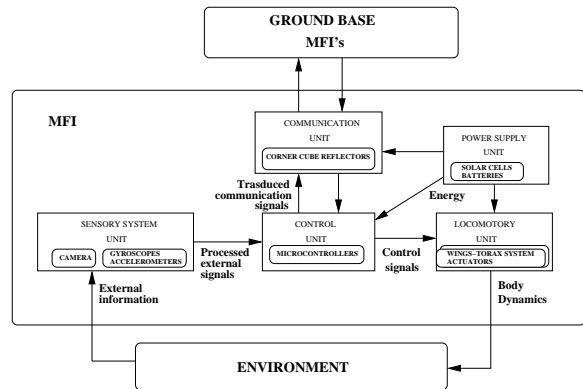 GROUND BASE
MFI's
MFI
COMMUNICATION
UNIT
CORNER CUBE REFLECTORS
POWER SUPPLY
UNIT
SOLAR CELLS
BATTERIES
Trasduced
communication
signals
Energy
SENSORY SYSTEM
UNIT
CAMERA
GYROSCOPES
ACCELEROMETERS
Processed
external
signals
CONTROL
UNIT
MICROCONTROLLERS
Control
signals
LOCOMOTORY
UNIT
WINGS-TORAX SYSTEM
ACTUATORS
External
information
Body
Dynamics
ENVIRONMENT